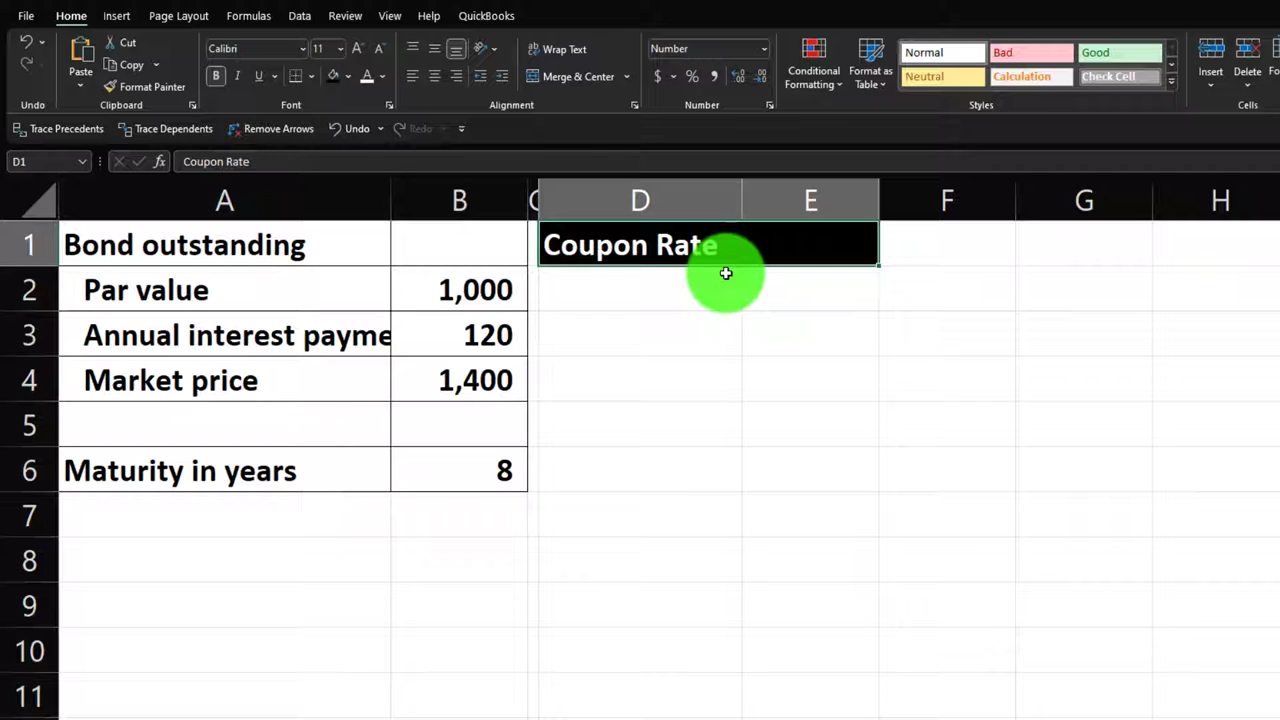 File Home Insert Page Layout Formulas Data Review View Help QuickBooks
Cut
Calibri 11 A A
Wrap Text
Number
Normal Bad Good
Paste
Copy
B I U A
Merge & Center
$ % ,
Conditional Formatting
Format as Table
Neutral Calculation Check Cell
Insert Delete
Format Painter
Undo Clipboard Font Alignment Number Styles Cells
Trace Precedents Trace Dependents Remove Arrows Undo Redo
D1 fx Coupon Rate
A B C D E F G H
1 Bond outstanding Coupon Rate
2 Par value 1,000
3 Annual interest payme 120
4 Market price 1,400
5
6 Maturity in years 8
7
8
9
10
11